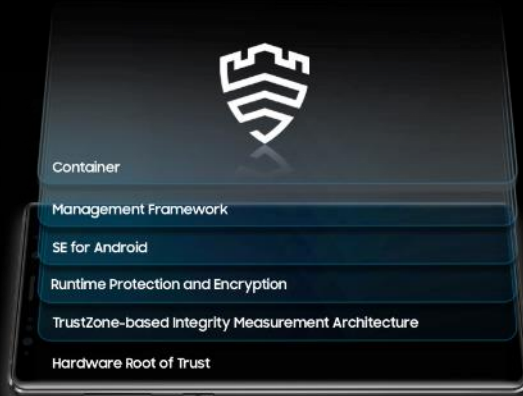 Container
Management Framework
SE for Android
Runtime Protection and Encryption
TrustZone-based Integrity Measurement Architecture
Hardware Root of Trust